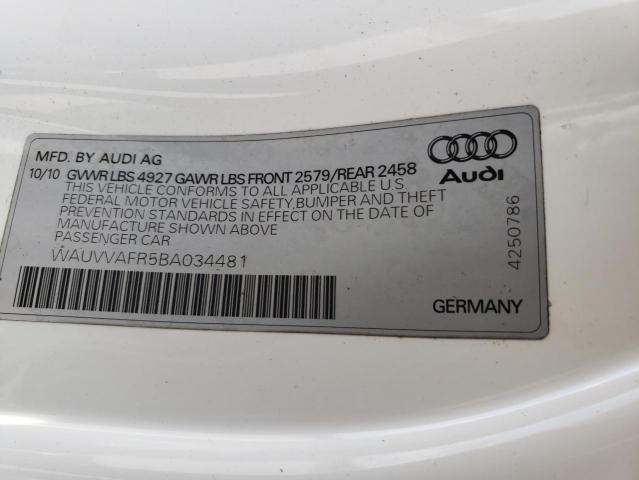 MFD. BY AUDI AG
10/10 GVWR LBS 4927 GAWR LBS FRONT 2579/REAR 2458
THIS VEHICLE CONFORMS TO ALL APPLICABLE U.S.
FEDERAL MOTOR VEHICLE SAFETY, BUMPER AND THEFT
PREVENTION STANDARDS IN EFFECT ON THE DATE OF
MANUFACTURE SHOWN ABOVE
PASSENGER CAR
WAUVVAFR5BA034481
Audi
4250786
GERMANY